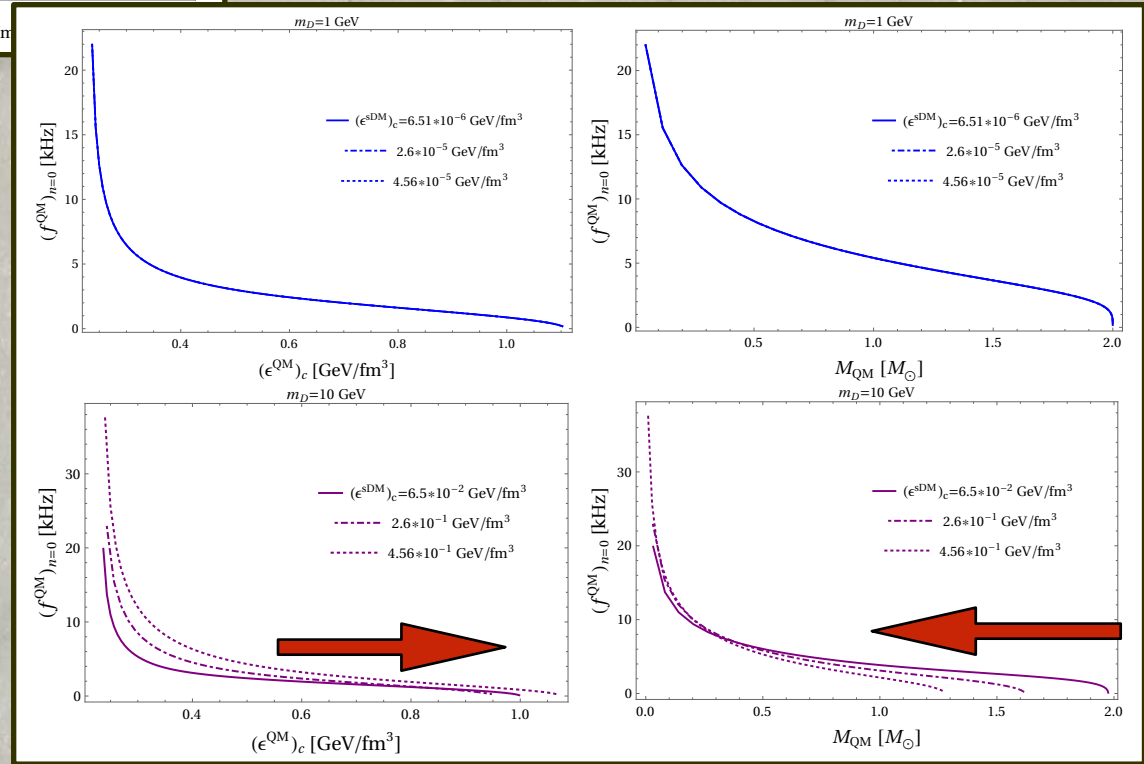 m
m_D=1 GeV
(f^QM)_{n=0} [kHz]
20
15
10
5
0
(ϵ^sDM)_c=6.51*10^-6 GeV/fm^3
2.6*10^-5 GeV/fm^3
4.56*10^-5 GeV/fm^3
0.4 0.6 0.8 1.0
(ϵ^QM)_c [GeV/fm^3]
m_D=1 GeV
(f^QM)_{n=0} [kHz]
20
15
10
5
0
(ϵ^sDM)_c=6.51*10^-6 GeV/fm^3
2.6*10^-5 GeV/fm^3
4.56*10^-5 GeV/fm^3
0.5 1.0 1.5 2.0
M_QM [M_⊙]
m_D=10 GeV
(f^QM)_{n=0} [kHz]
30
20
10
0
(ϵ^sDM)_c=6.5*10^-2 GeV/fm^3
2.6*10^-1 GeV/fm^3
4.56*10^-1 GeV/fm^3
0.4 0.6 0.8 1.0
(ϵ^QM)_c [GeV/fm^3]
m_D=10 GeV
(f^QM)_{n=0} [kHz]
30
20
10
0
(ϵ^sDM)_c=6.5*10^-2 GeV/fm^3
2.6*10^-1 GeV/fm^3
4.56*10^-1 GeV/fm^3
0.0 0.5 1.0 1.5 2.0
M_QM [M_⊙]